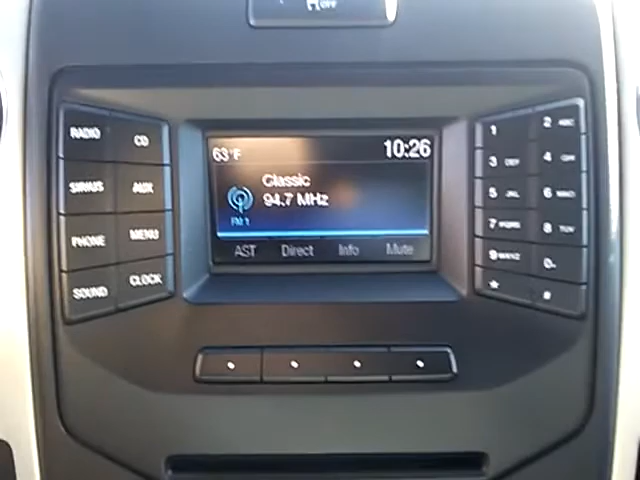 OFF
RADIO CD
SIRIUS AUX
PHONE MENU
SOUND CLOCK
63°F 10:26
Classic
94.7 MHz
FM 1
AST Direct Info Mute
1 2 ABC
3 DEF 4 GHI
5 JKL 6 MNO
7 PQRS 8 TUV
9 WXYZ 0
* #